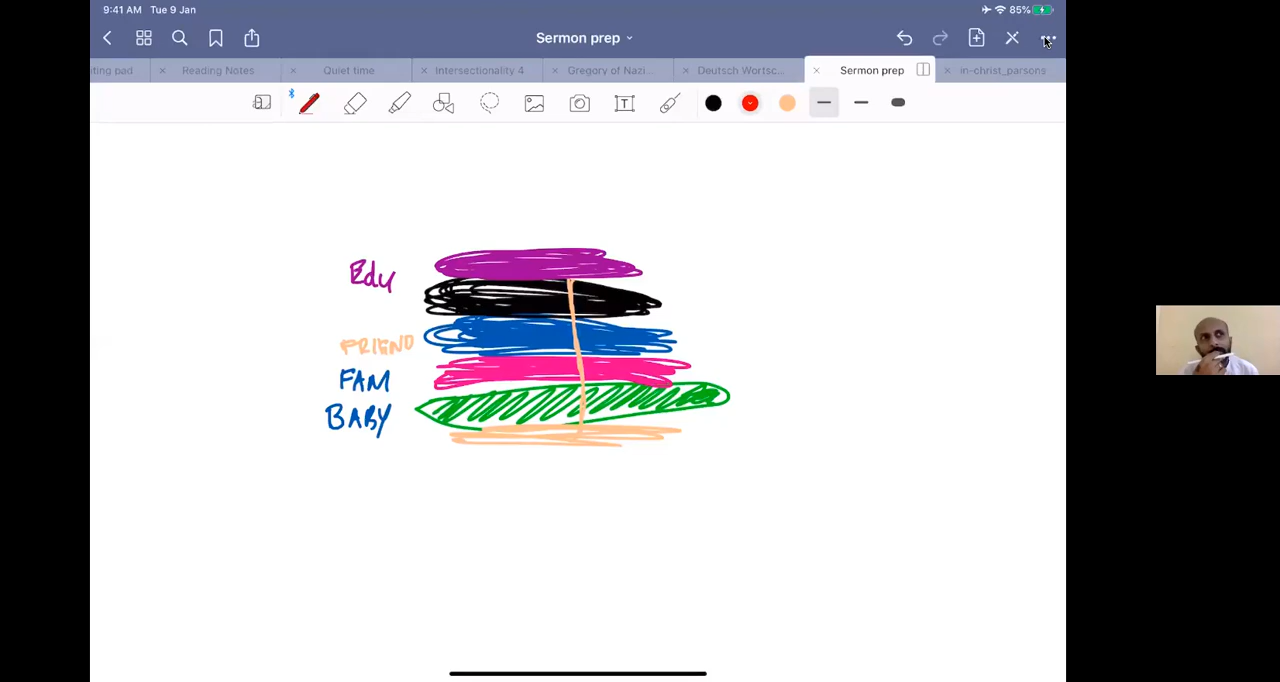 9:41 AM Tue 9 Jan
85%
Sermon prep
iting pad
Reading Notes
Quiet time
Intersectionality 4
Gregory of Nazi...
Deutsch Wortsc...
Sermon prep
in-christ_parsons
T
Edu
FRIEND
FAM
BABY